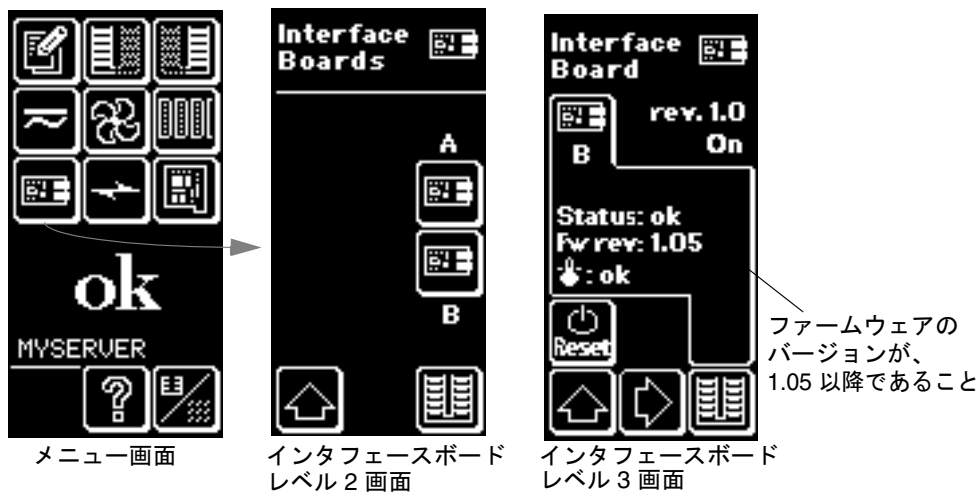 ok
MYSERVER
?
メニュー画面
Interface
Boards
A
B
インタフェースボード
レベル 2 画面
Interface
Board
rev. 1.0
On
B
Status: ok
Fw rev: 1.05
: ok
Reset
インタフェースボード
レベル 3 画面
ファームウェアの
バージョンが、
1.05 以降であること